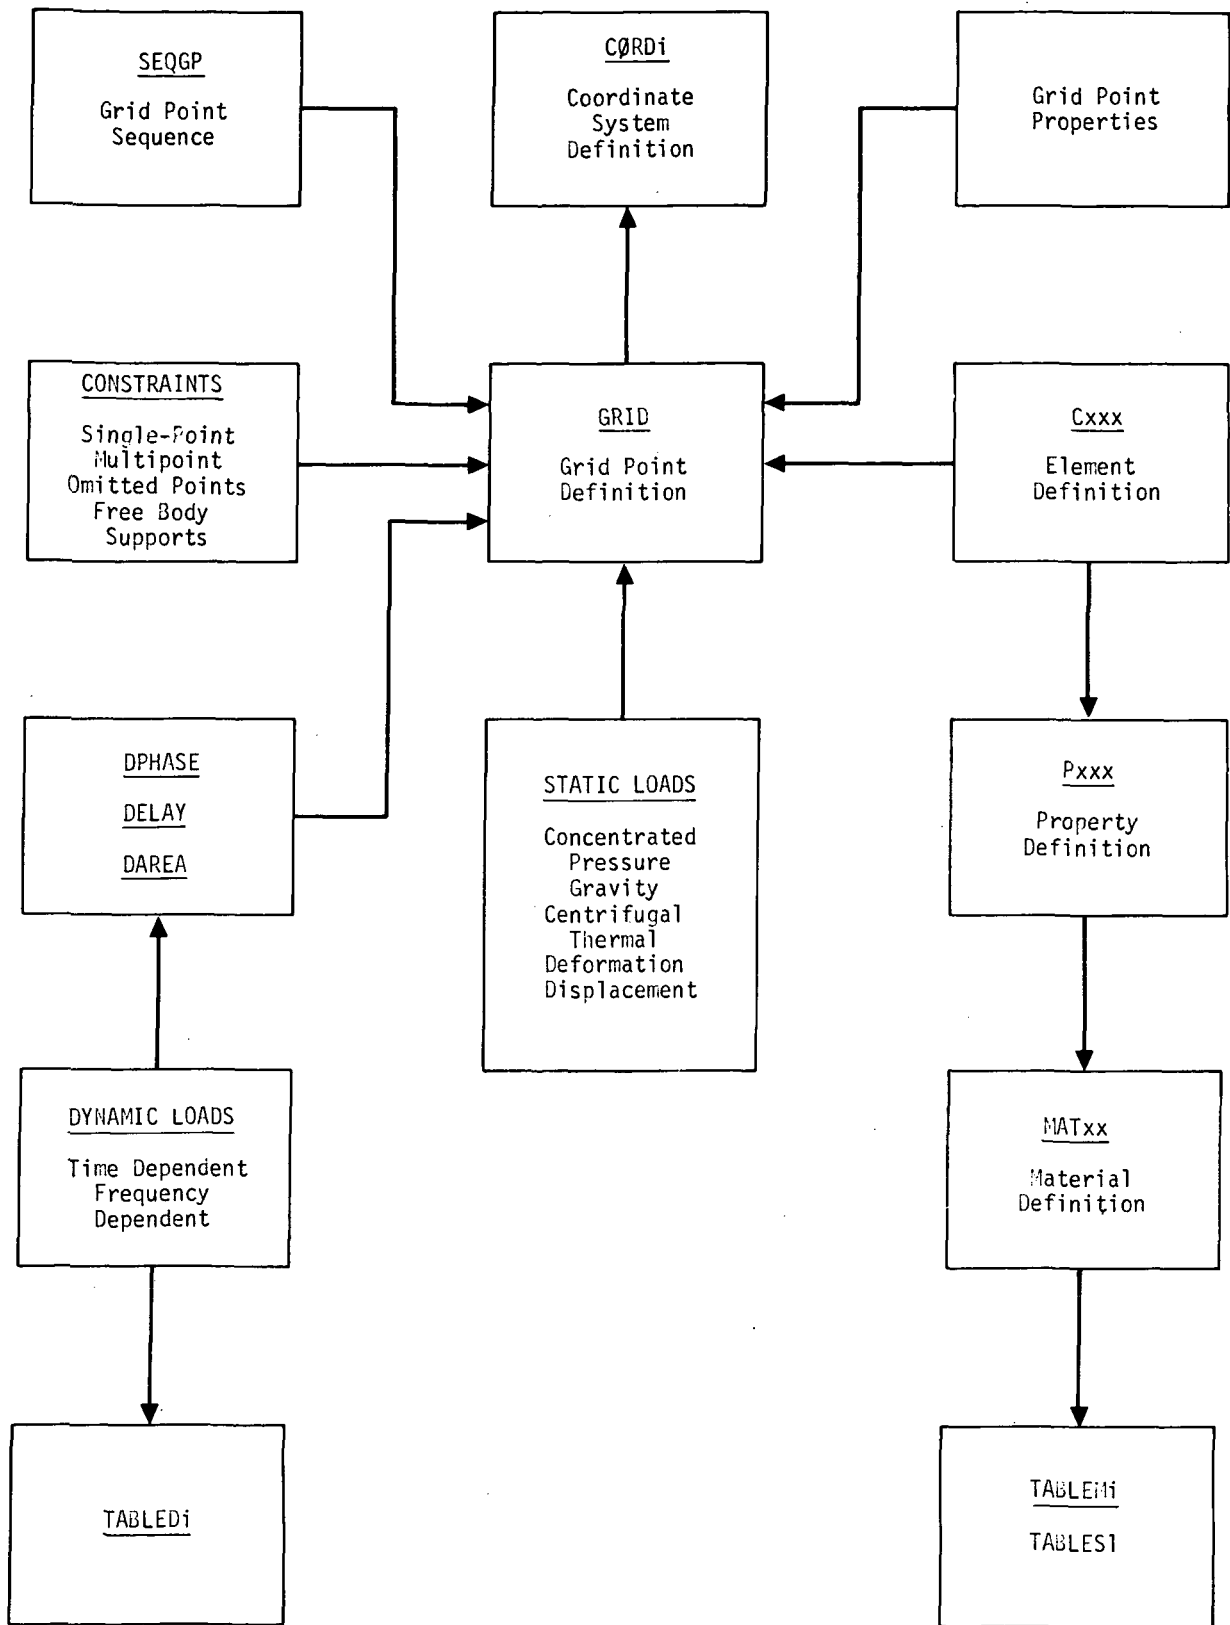 SEQGP
Grid Point
Sequence
CØRDi
Coordinate
System
Definition
Grid Point
Properties
CONSTRAINTS
Single-Point
Multipoint
Omitted Points
Free Body
Supports
GRID
Grid Point
Definition
Cxxx
Element
Definition
DPHASE
DELAY
DAREA
STATIC LOADS
Concentrated
Pressure
Gravity
Centrifugal
Thermal
Deformation
Displacement
Pxxx
Property
Definition
DYNAMIC LOADS
Time Dependent
Frequency
Dependent
MATxx
Material
Definition
TABLEDi
TABLEMi
TABLES1